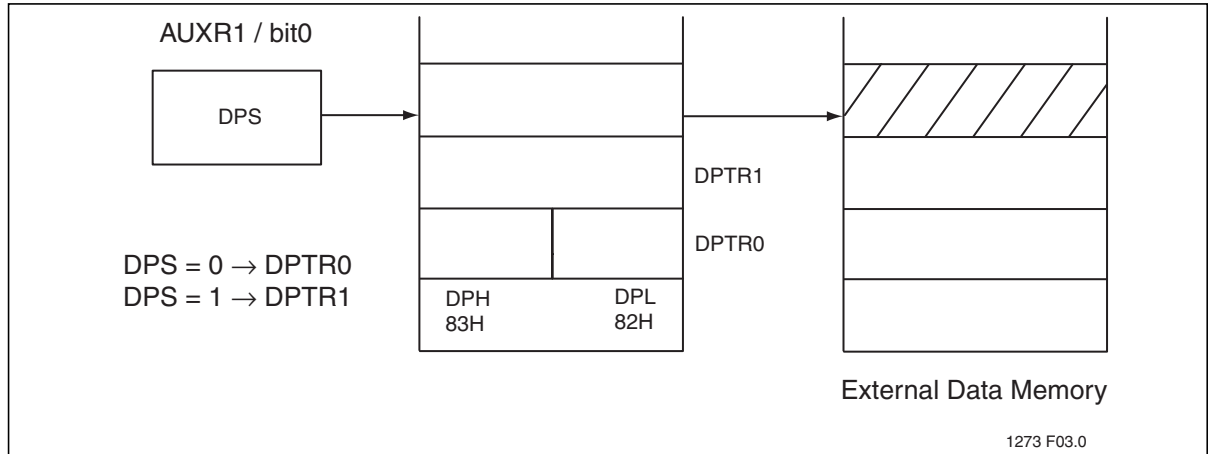 AUXR1 / bit0
DPS
DPTR1
DPTR0
DPS = 0 → DPTR0
DPS = 1 → DPTR1
DPH DPL
83H 82H
External Data Memory
1273 F03.0